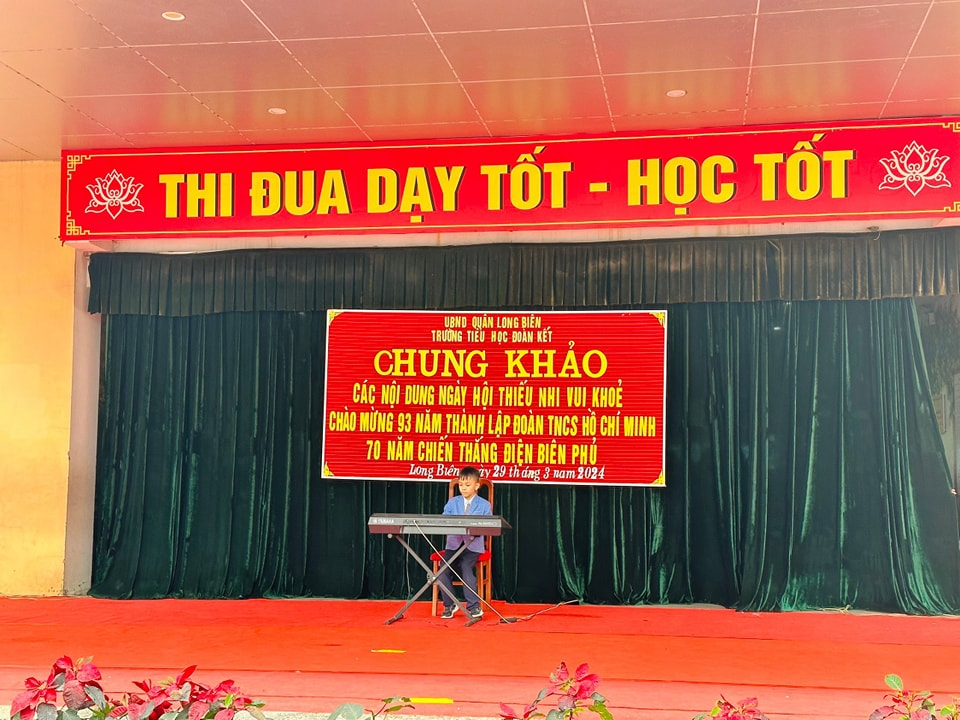 THI ĐUA DẠY TỐT - HỌC TỐT
UBND QUẬN LONG BIÊN
TRƯỜNG TIỂU HỌC ĐOÀN KẾT
CHUNG KHẢO
CÁC NỘI DUNG NGÀY HỘI THIẾU NHI VUI KHOẺ
CHÀO MỪNG 93 NĂM THÀNH LẬP ĐOÀN TNCS HỒ CHÍ MINH
70 NĂM CHIẾN THẮNG ĐIỆN BIÊN PHỦ
Long Biên, ngày 29 tháng 3 năm 2024
YAMAHA